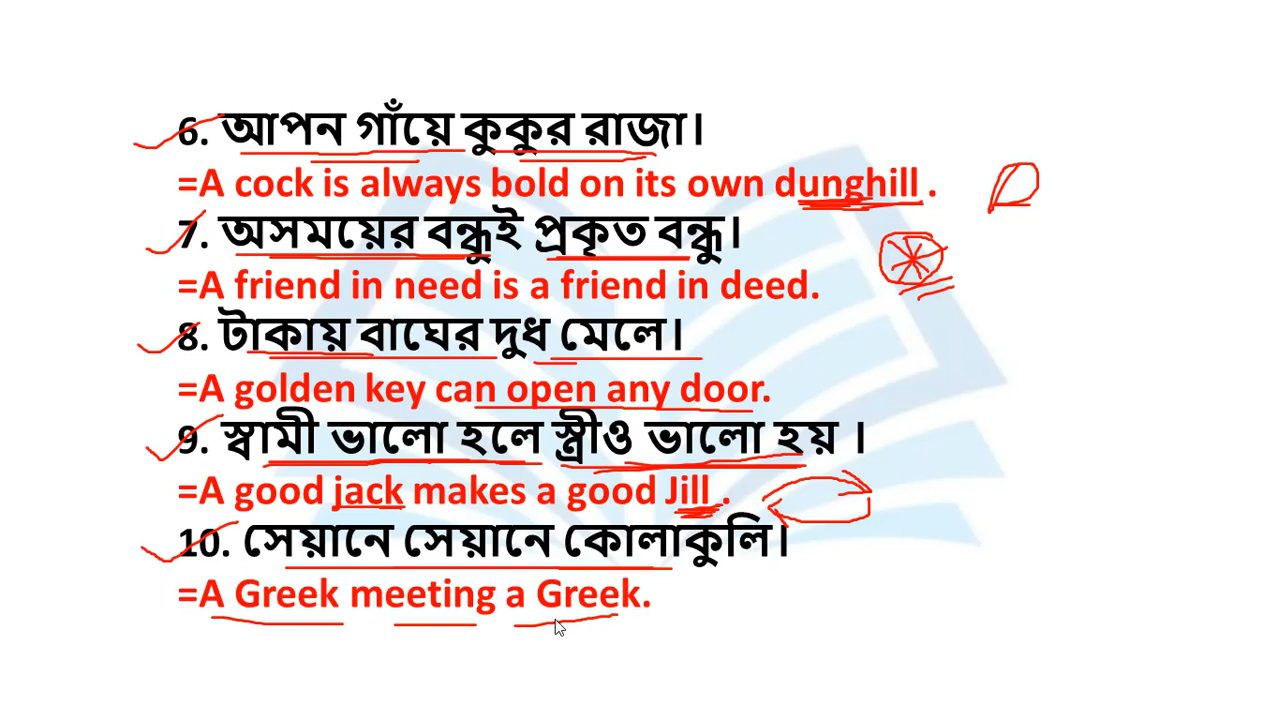 6. আপন গাঁয়ে কুকুর রাজা।
=A cock is always bold on its own dunghill .
7. অসময়ের বন্ধুই প্রকৃত বন্ধু।
=A friend in need is a friend in deed.
8. টাকায় বাঘের দুধ মেলে।
=A golden key can open any door.
9. স্বামী ভালো হলে স্ত্রীও ভালো হয় ।
=A good jack makes a good Jill .
10. সেয়ানে সেয়ানে কোলাকুলি।
=A Greek meeting a Greek.